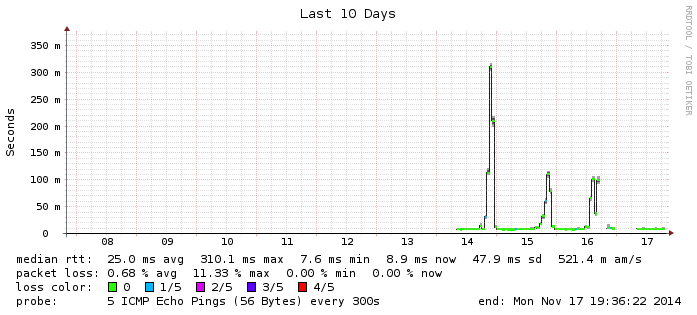 Last 10 Days
RRDTOOL / TOBI OETIKER
Seconds
350 m
300 m
250 m
200 m
150 m
100 m
50 m
0
08 09 10 11 12 13 14 15 16 17
median rtt: 25.0 ms avg 310.1 ms max 7.6 ms min 8.9 ms now 47.9 ms sd 521.4 m am/s
packet loss: 0.68 % avg 11.33 % max 0.00 % min 0.00 % now
loss color: 0 1/5 2/5 3/5 4/5
probe: 5 ICMP Echo Pings (56 Bytes) every 300s end: Mon Nov 17 19:36:22 2014